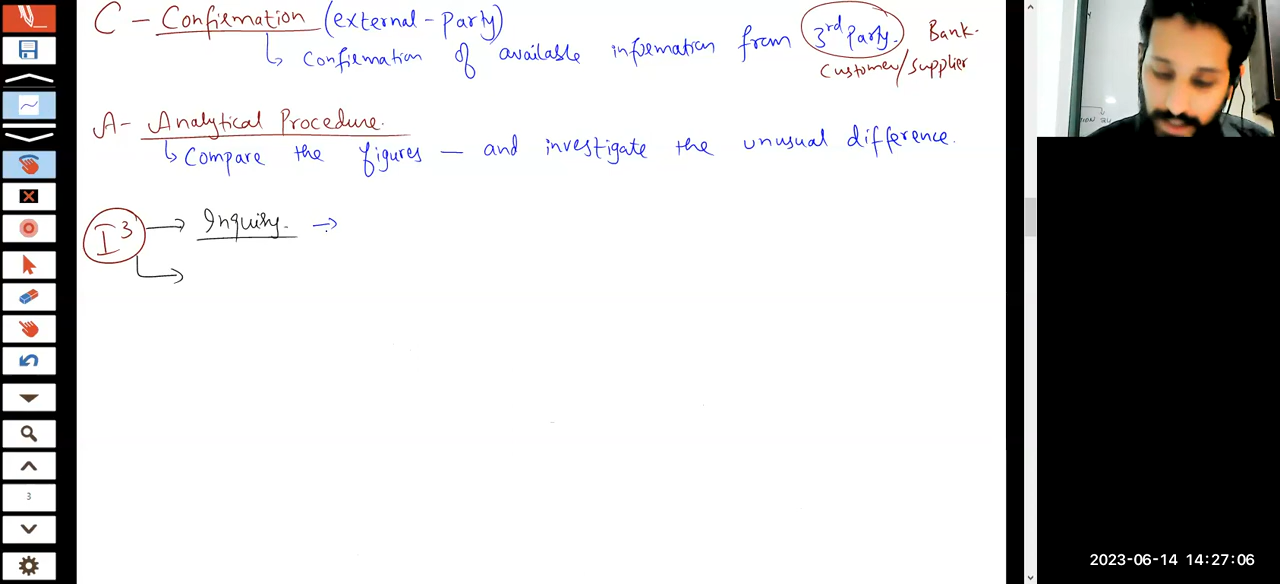 C - Confirmation (external-Party)
↳ Confirmation of available information from 3rd Party. Bank.
Customer/Supplier
A- Analytical Procedure.
↳ Compare the figures — and investigate the unusual difference.
I³ → Inquiry. →
3
2023-06-14 14:27:06